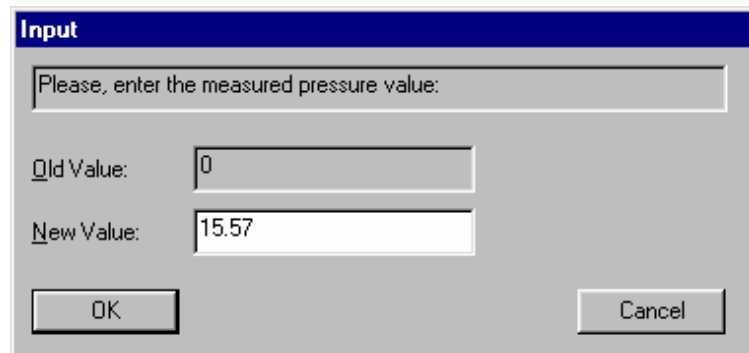 Input
Please, enter the measured pressure value:
Old Value: 0
New Value: 15.57
OK Cancel